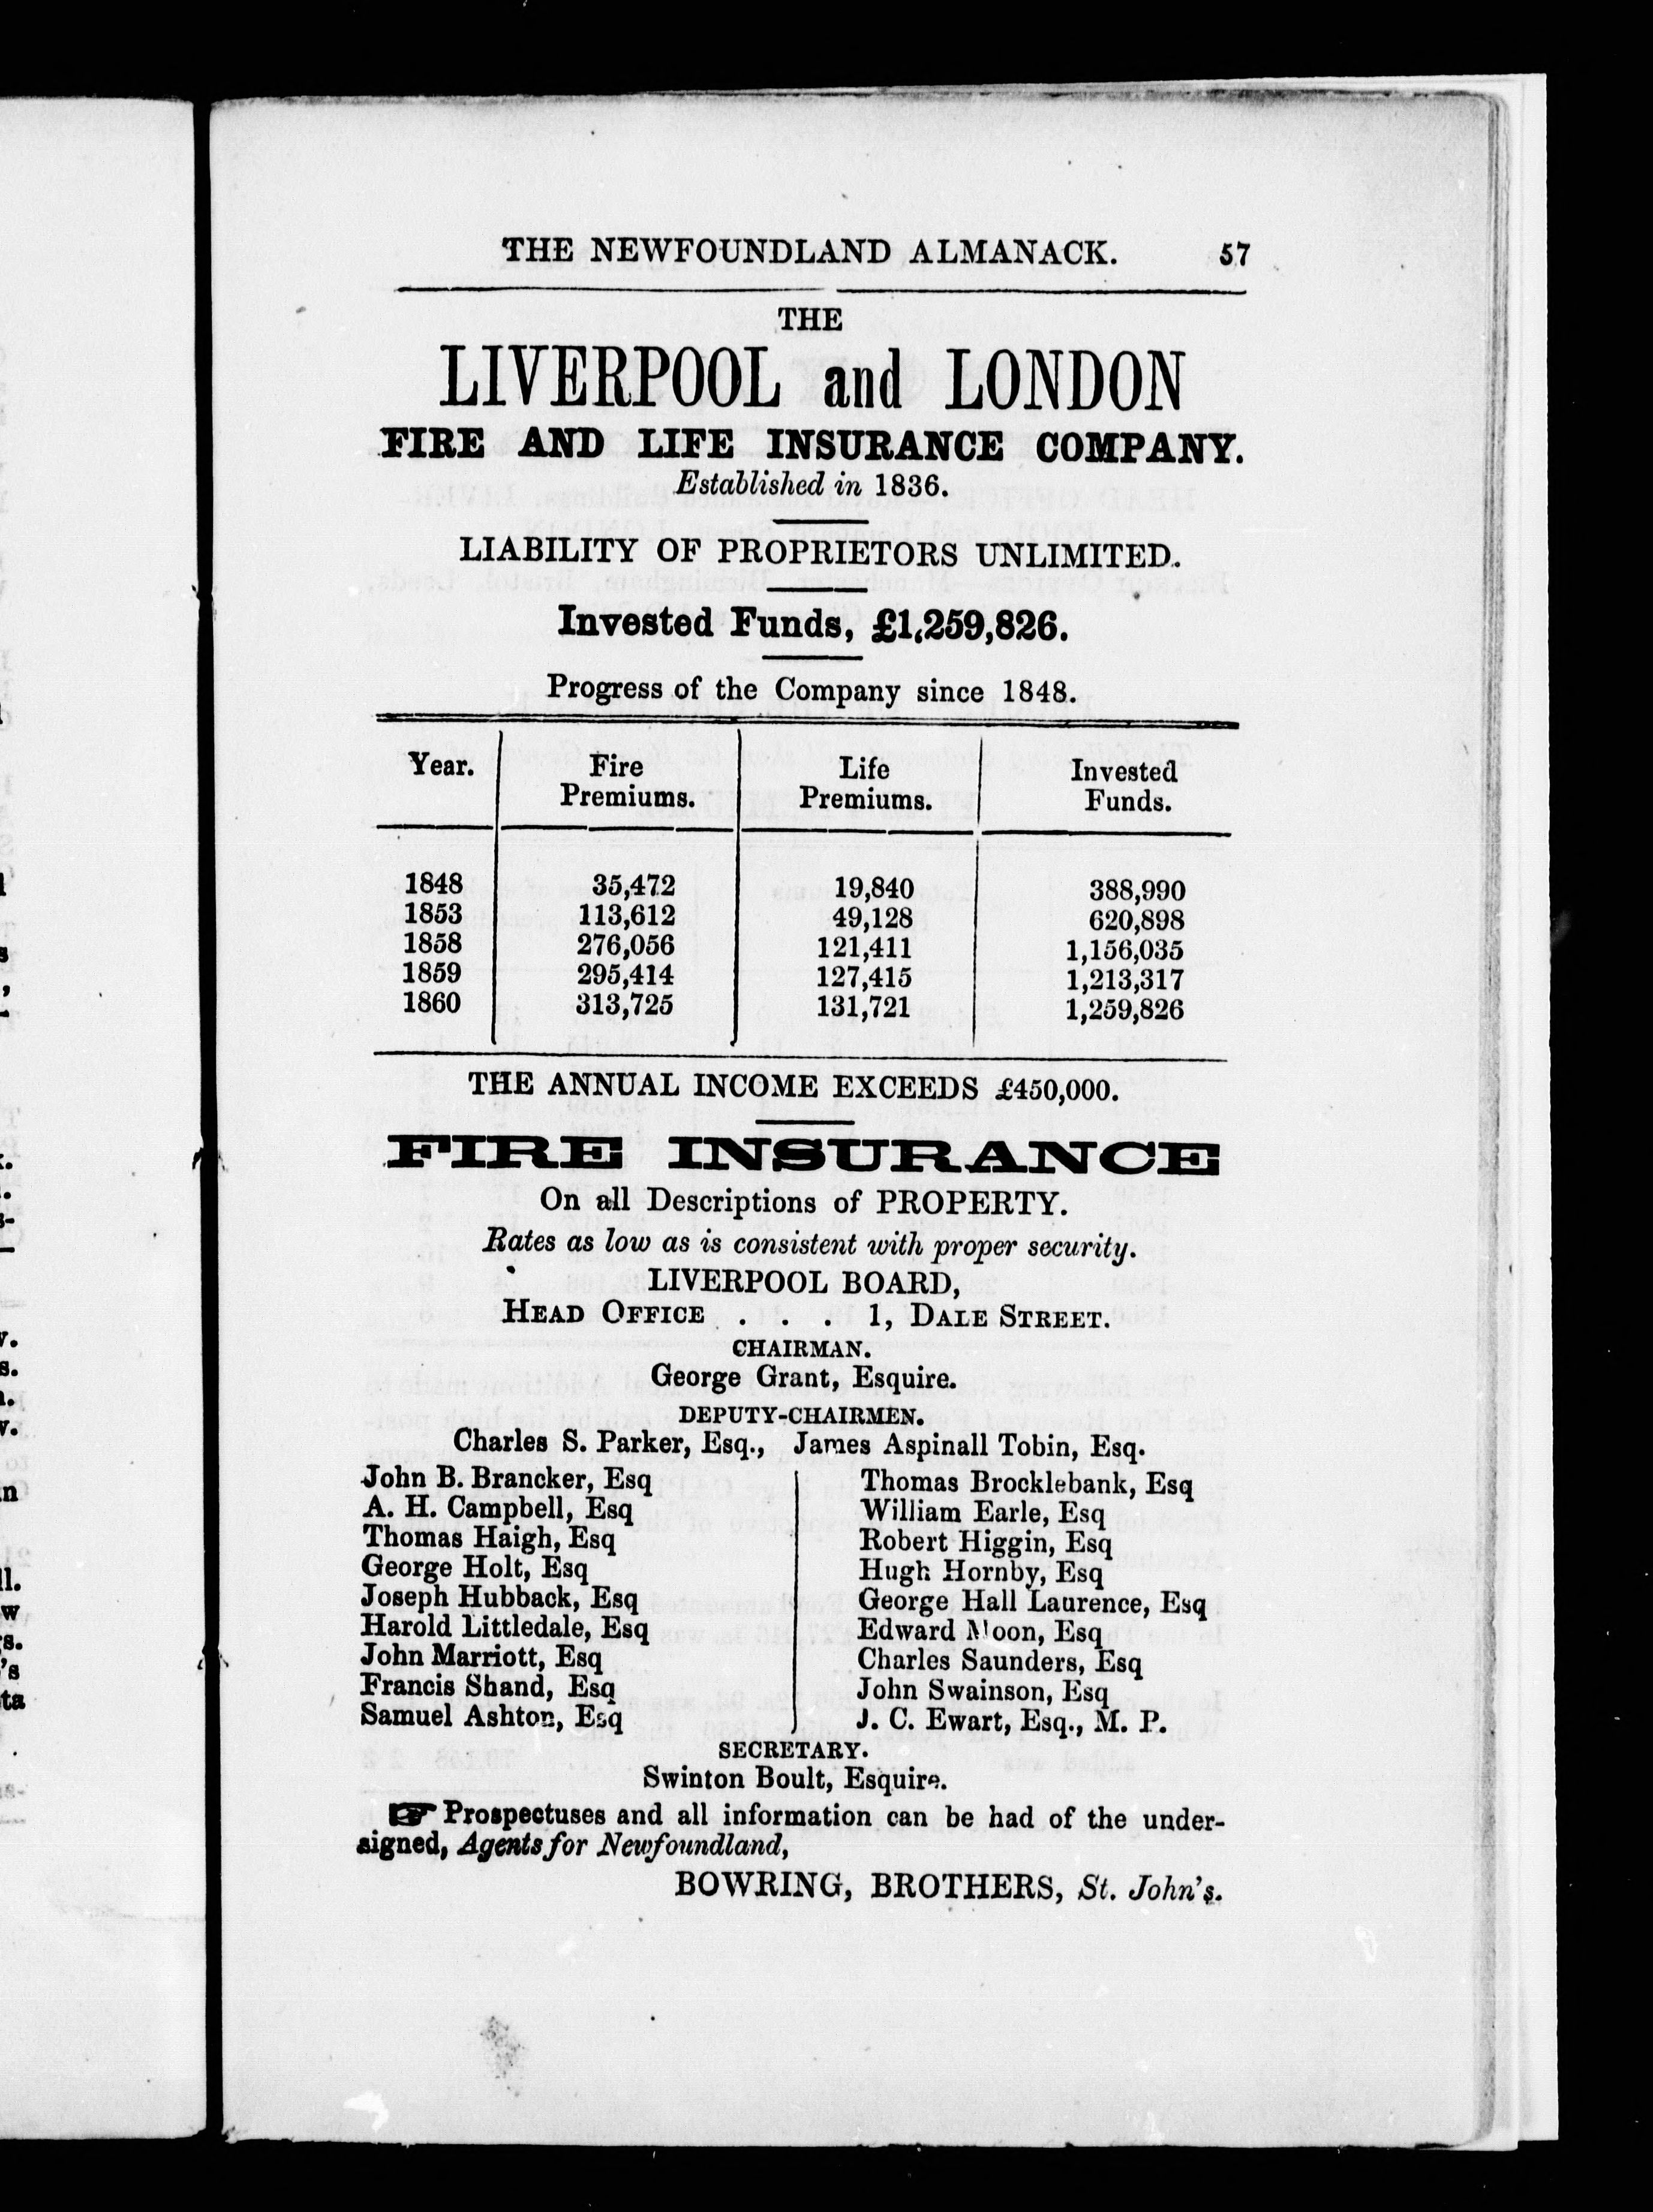 THE NEWFOUNDLAND ALMANACK. 57
THE
LIVERPOOL and LONDON
FIRE AND LIFE INSURANCE COMPANY.
Established in 1836.
LIABILITY OF PROPRIETORS UNLIMITED.
Invested Funds, £1,259,826.
Progress of the Company since 1848.
Year. Fire Premiums. Life Premiums. Invested Funds.
1848 35,472 19,840 388,990
1853 113,612 49,128 620,898
1858 276,056 121,411 1,156,035
1859 295,414 127,415 1,213,317
1860 313,725 131,721 1,259,826
THE ANNUAL INCOME EXCEEDS £450,000.
FIRE INSURANCE
On all Descriptions of PROPERTY.
Rates as low as is consistent with proper security.
LIVERPOOL BOARD,
HEAD OFFICE . . . 1, DALE STREET.
CHAIRMAN.
George Grant, Esquire.
DEPUTY-CHAIRMEN.
Charles S. Parker, Esq., James Aspinall Tobin, Esq.
John B. Brancker, Esq
A. H. Campbell, Esq
Thomas Haigh, Esq
George Holt, Esq
Joseph Hubback, Esq
Harold Littledale, Esq
John Marriott, Esq
Francis Shand, Esq
Samuel Ashton, Esq
Thomas Brocklebank, Esq
William Earle, Esq
Robert Higgin, Esq
Hugh Hornby, Esq
George Hall Laurence, Esq
Edward Moon, Esq
Charles Saunders, Esq
John Swainson, Esq
J. C. Ewart, Esq., M. P.
SECRETARY.
Swinton Boult, Esquire.
☞ Prospectuses and all information can be had of the under-
signed, Agents for Newfoundland,
BOWRING, BROTHERS, St. John's.